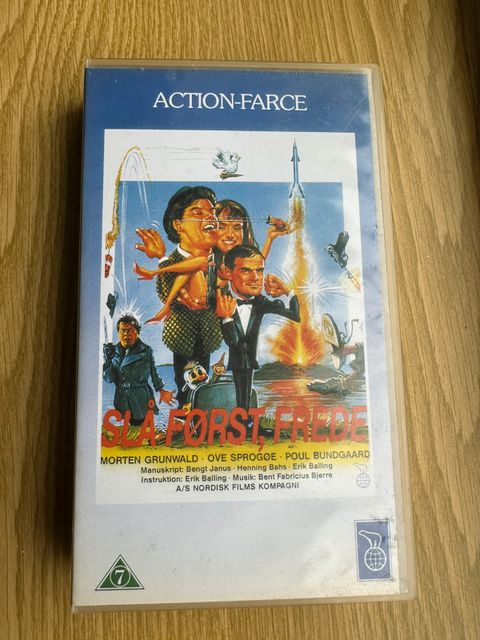 ACTION-FARCE
SLÅ FØRST, FREDE
MORTEN GRUNWALD · OVE SPROGØE · POUL BUNDGAARD
Manuskript: Bengt Janus · Henning Bahs · Erik Balling
Instruktion: Erik Balling · Musik: Bent Fabricius Bjerre
A/S NORDISK FILMS KOMPAGNI
7